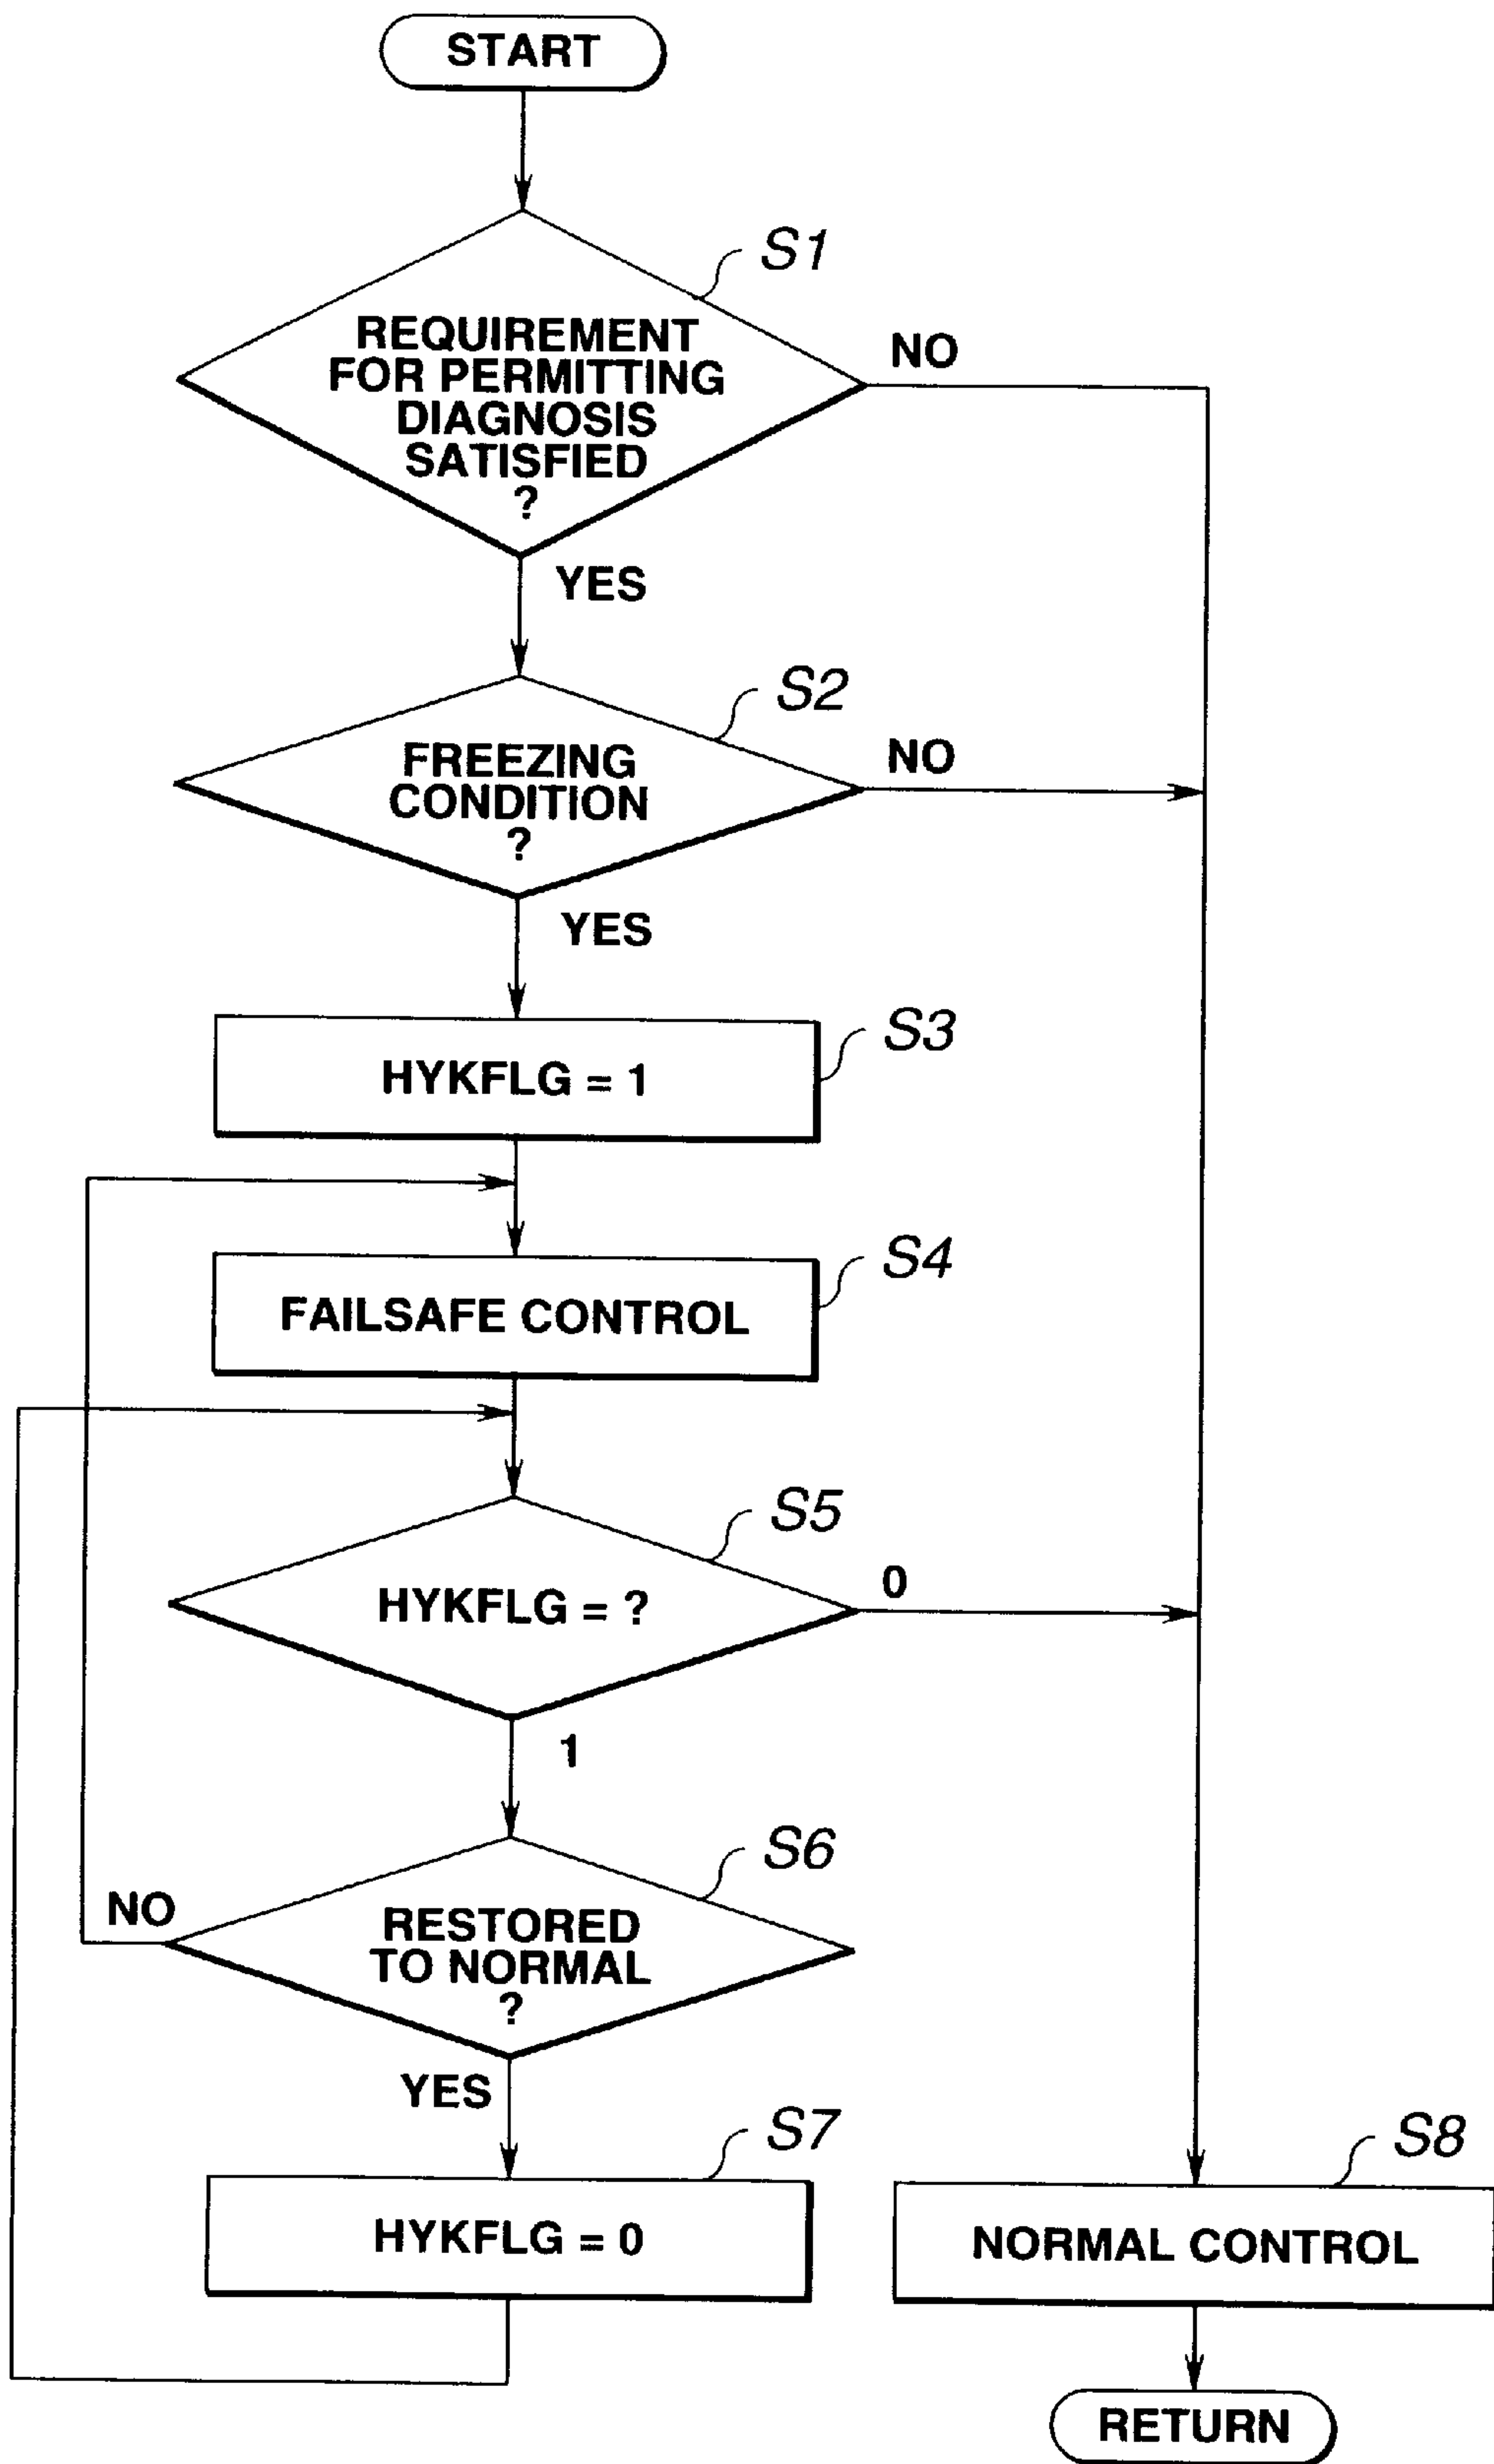 START
S1
REQUIREMENT
FOR PERMITTING
DIAGNOSIS
SATISFIED
?
NO
YES
S2
FREEZING
CONDITION
?
NO
YES
S3
HYKFLG = 1
S4
FAILSAFE CONTROL
S5
HYKFLG = ?
0
1
S6
NO
RESTORED
TO NORMAL
?
YES
S7
HYKFLG = 0
S8
NORMAL CONTROL
RETURN